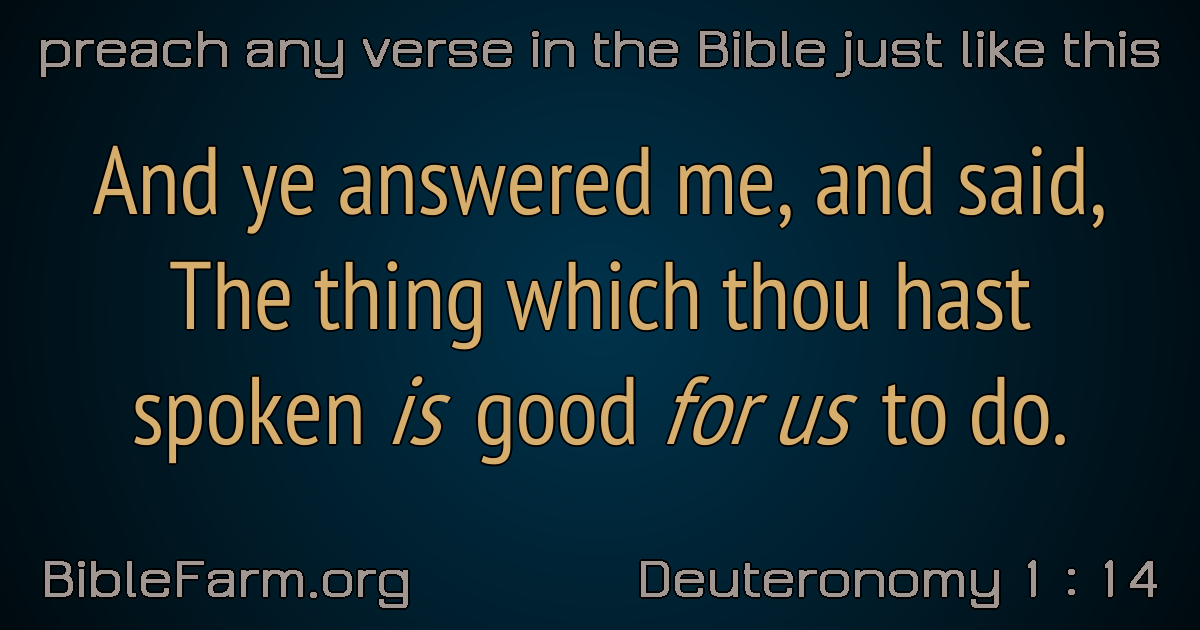 preach any verse in the Bible just like this
And ye answered me, and said,
The thing which thou hast
spoken is good for us to do.
BibleFarm.org
Deuteronomy 1 : 14